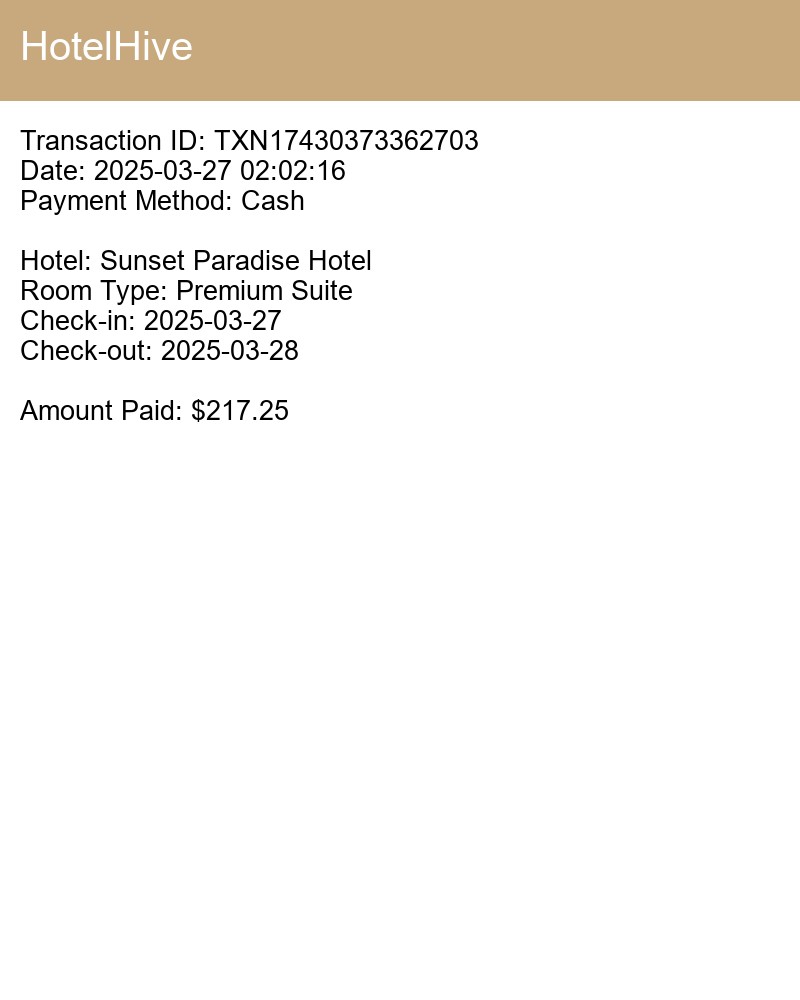 HotelHive
Transaction ID: TXN17430373362703
Date: 2025-03-27 02:02:16
Payment Method: Cash
Hotel: Sunset Paradise Hotel
Room Type: Premium Suite
Check-in: 2025-03-27
Check-out: 2025-03-28
Amount Paid: $217.25